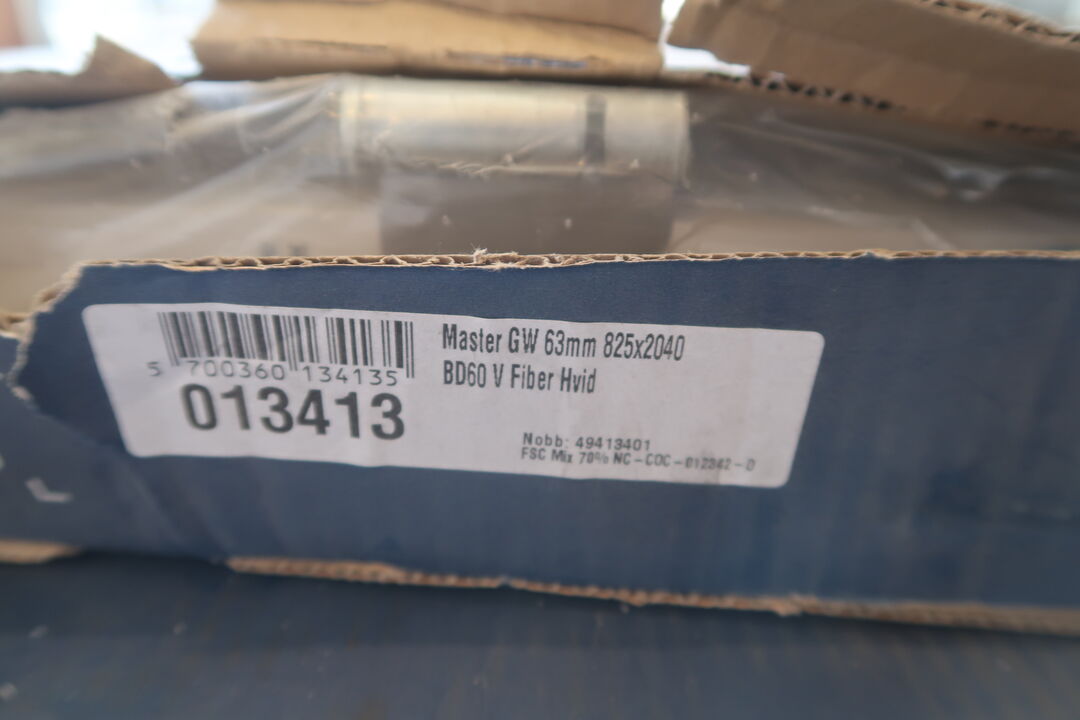 Master GW 63mm 825x2040
BD60 V Fiber Hvid
5 700360 134135
013413
Nobb: 49413401
FSC Mix 70% NC-COC-012342-0